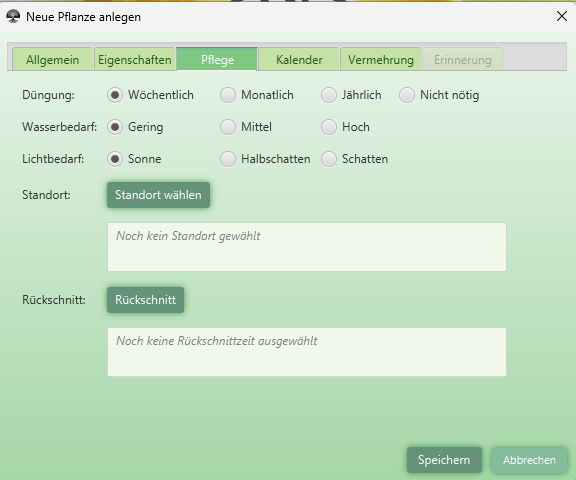 Neue Pflanze anlegen
Allgemein Eigenschaften Pflege Kalender Vermehrung Erinnerung
Düngung: Wöchentlich Monatlich Jährlich Nicht nötig
Wasserbedarf: Gering Mittel Hoch
Lichtbedarf: Sonne Halbschatten Schatten
Standort: Standort wählen
Noch kein Standort gewählt
Rückschnitt: Rückschnitt
Noch keine Rückschnittzeit ausgewählt
Speichern Abbrechen